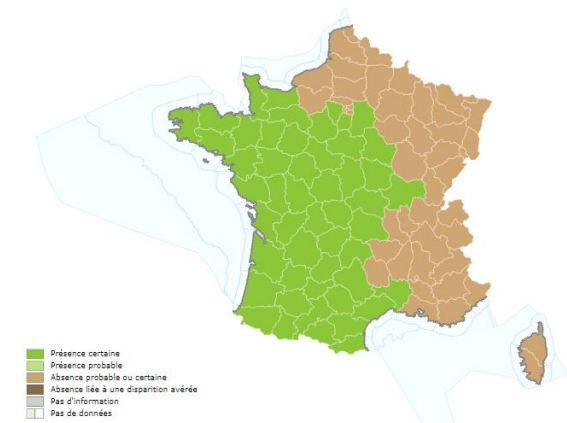 Présence certaine
Présence probable
Absence probable ou certaine
Absence liée à une disparition avérée
Pas d'information
Pas de données